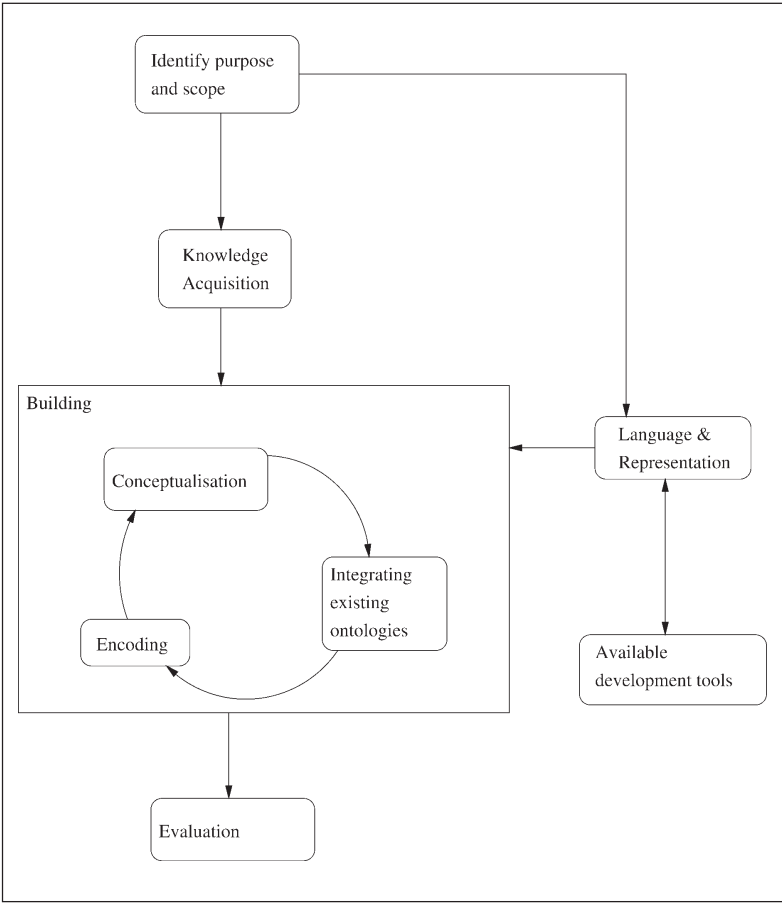 Identify purpose
and scope
Knowledge
Acquisition
Building
Language &
Representation
Conceptualisation
Integrating
existing
ontologies
Encoding
Available
development tools
Evaluation